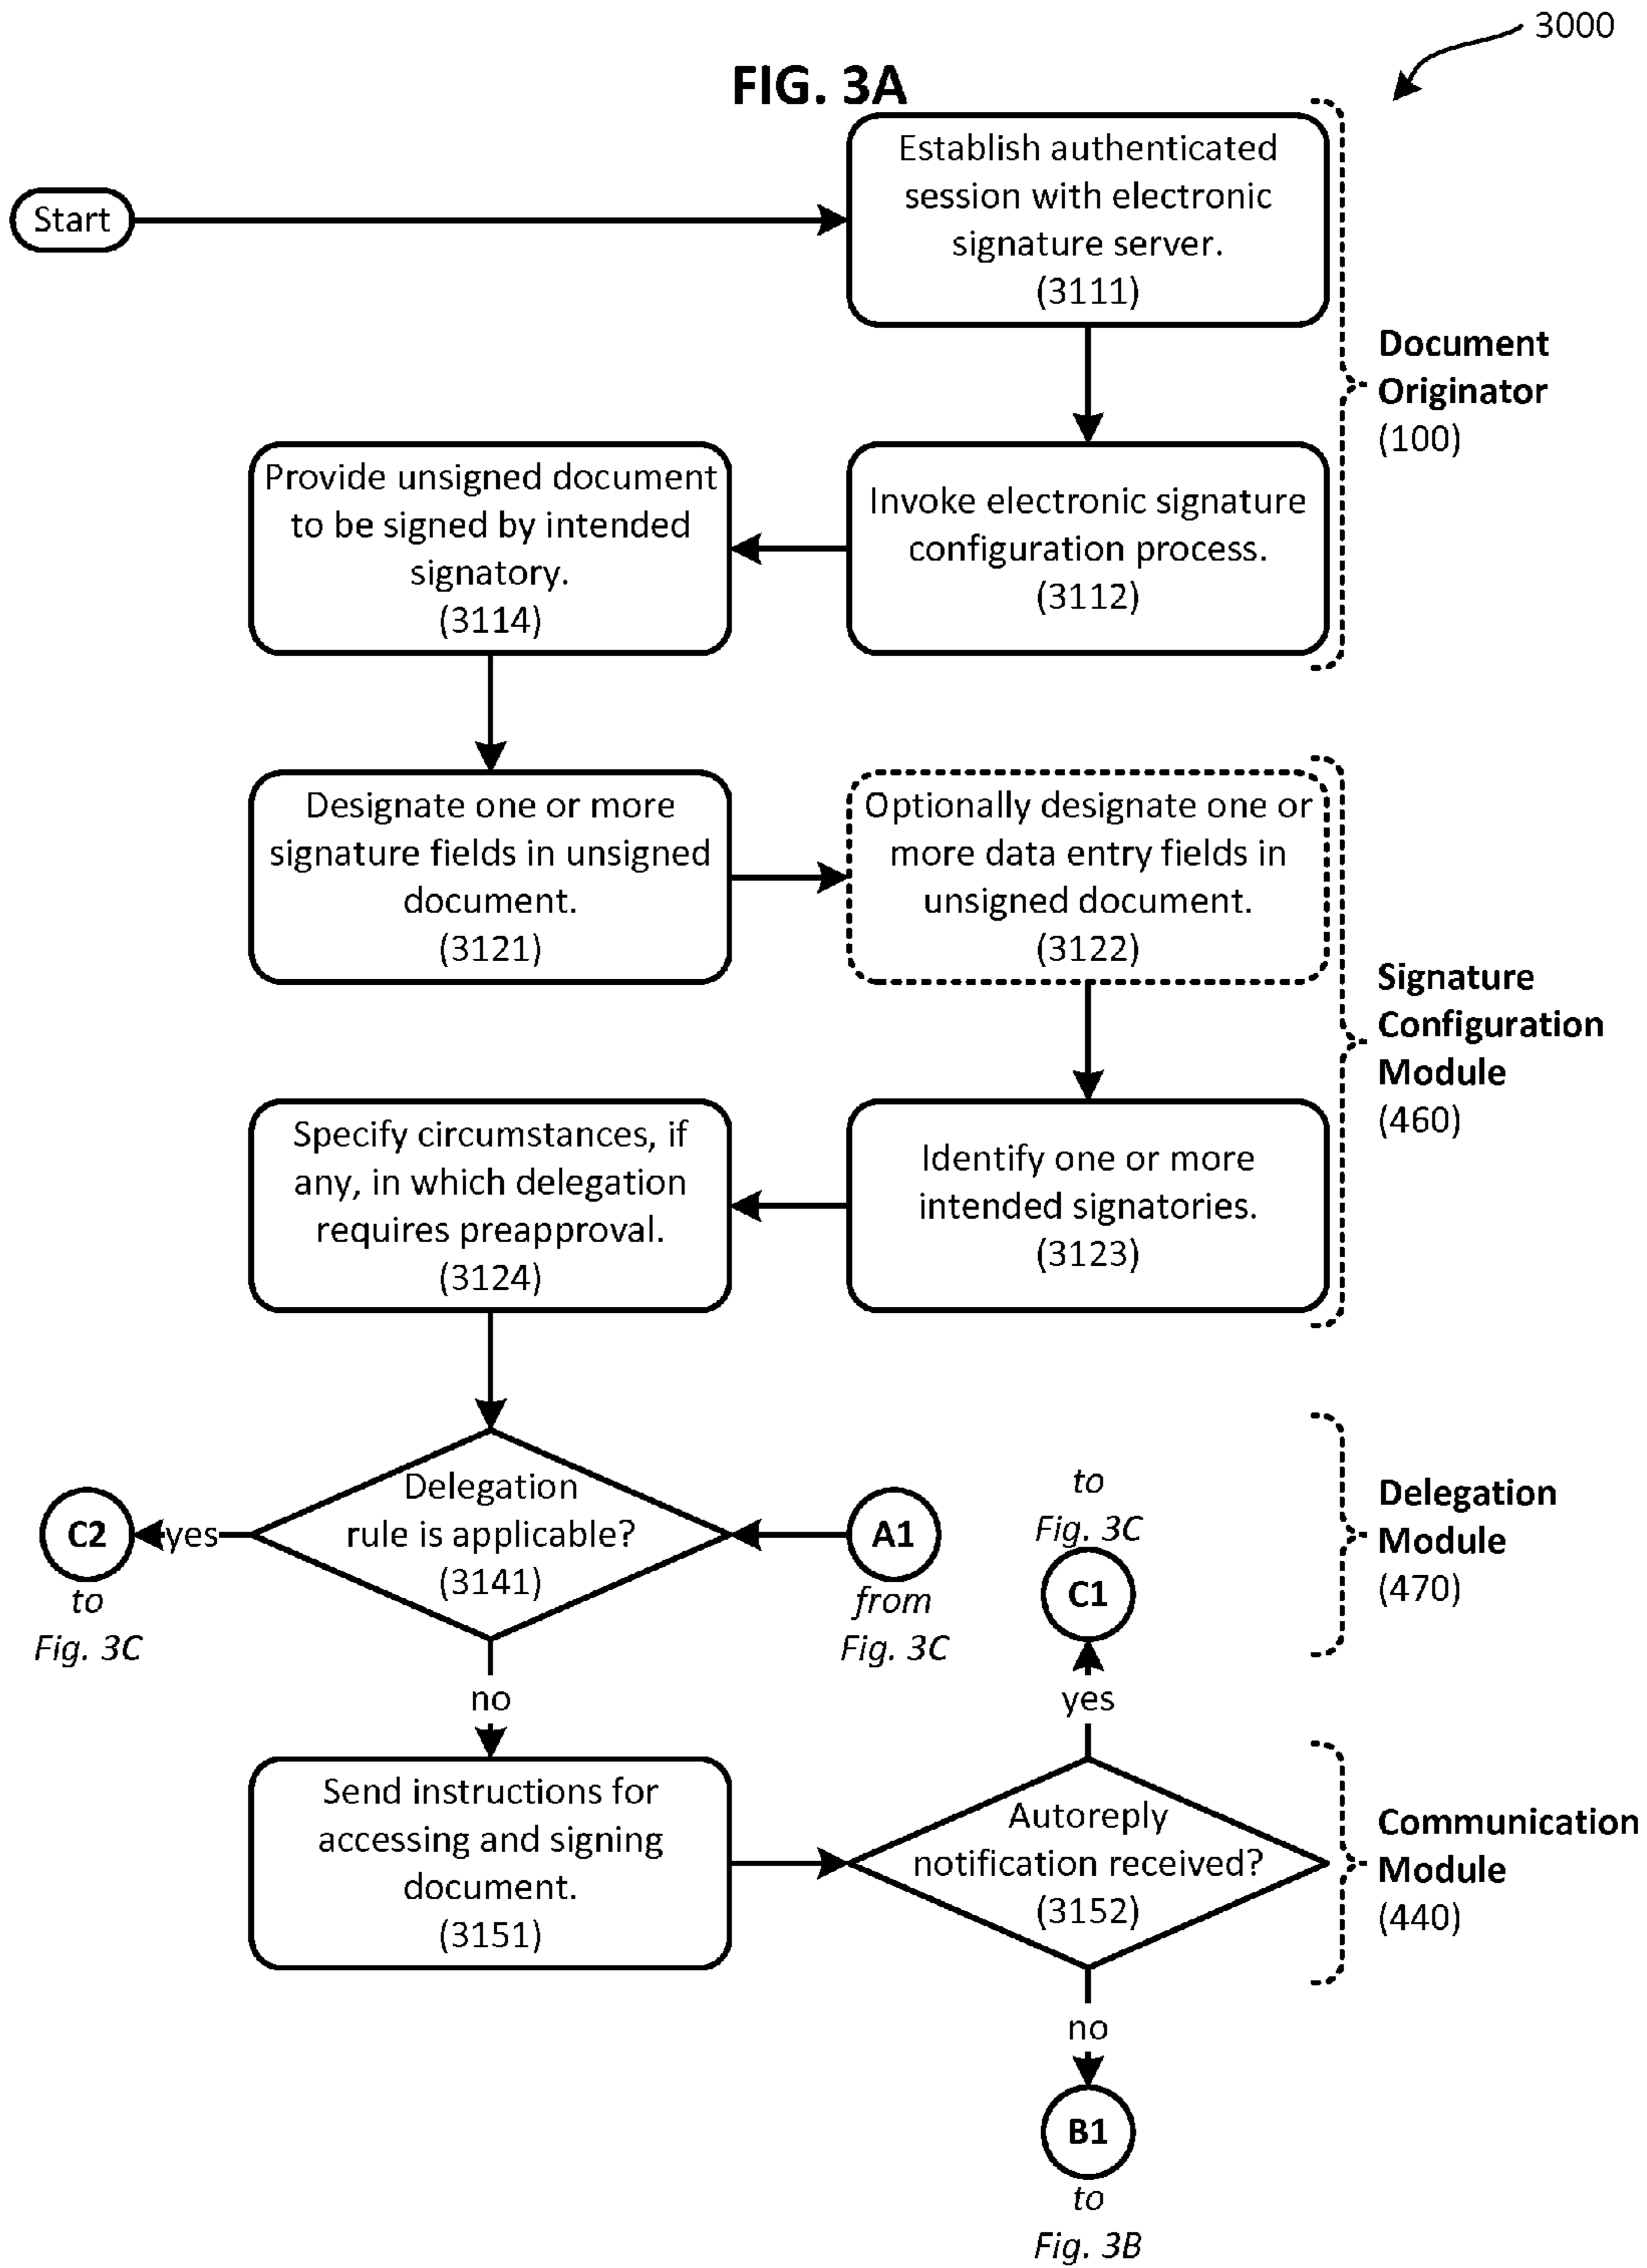 3000
FIG. 3A
Start
Establish authenticated
session with electronic
signature server.
(3111)
Document
Originator
(100)
Invoke electronic signature
configuration process.
(3112)
Provide unsigned document
to be signed by intended
signatory.
(3114)
Designate one or more
signature fields in unsigned
document.
(3121)
Optionally designate one or
more data entry fields in
unsigned document.
(3122)
Signature
Configuration
Module
(460)
Identify one or more
intended signatories.
(3123)
Specify circumstances, if
any, in which delegation
requires preapproval.
(3124)
Delegation
rule is applicable?
(3141)
yes
C2
to
Fig. 3C
A1
from
Fig. 3C
to
Fig. 3C
C1
Delegation
Module
(470)
no
yes
Send instructions for
accessing and signing
document.
(3151)
Autoreply
notification received?
(3152)
Communication
Module
(440)
no
B1
to
Fig. 3B